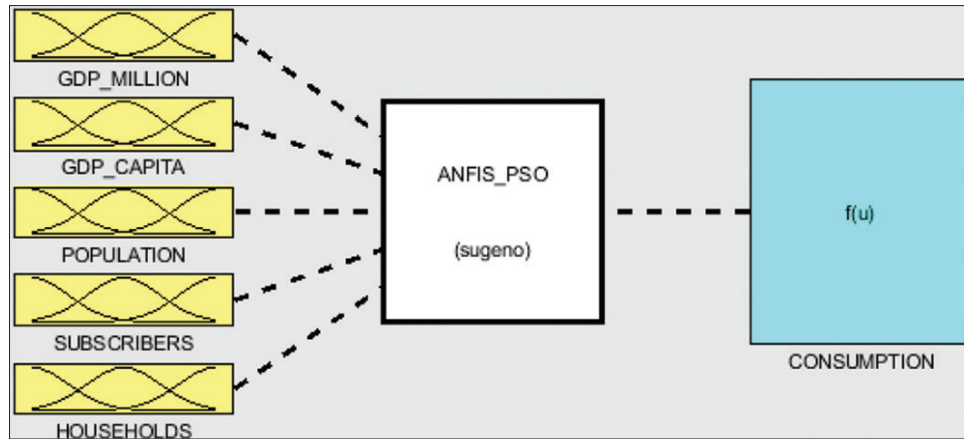 GDP_MILLION
GDP_CAPITA
POPULATION
SUBSCRIBERS
HOUSEHOLDS
ANFIS_PSO
(sugeno)
f(u)
CONSUMPTION